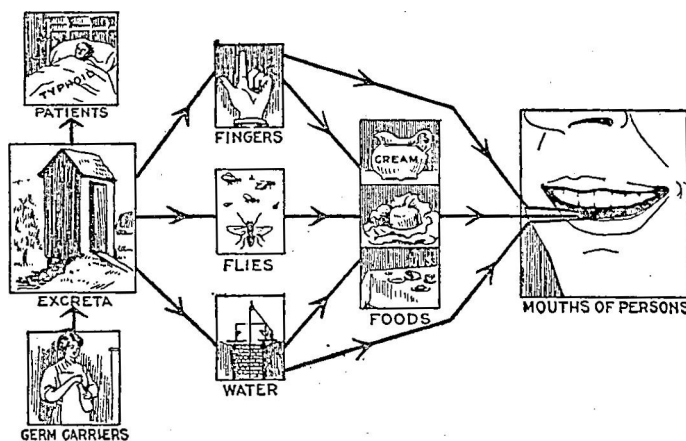 TYPHOID
PATIENTS
EXCRETA
GERM CARRIERS
FINGERS
FLIES
WATER
CREAM
FOODS
MOUTHS OF PERSONS